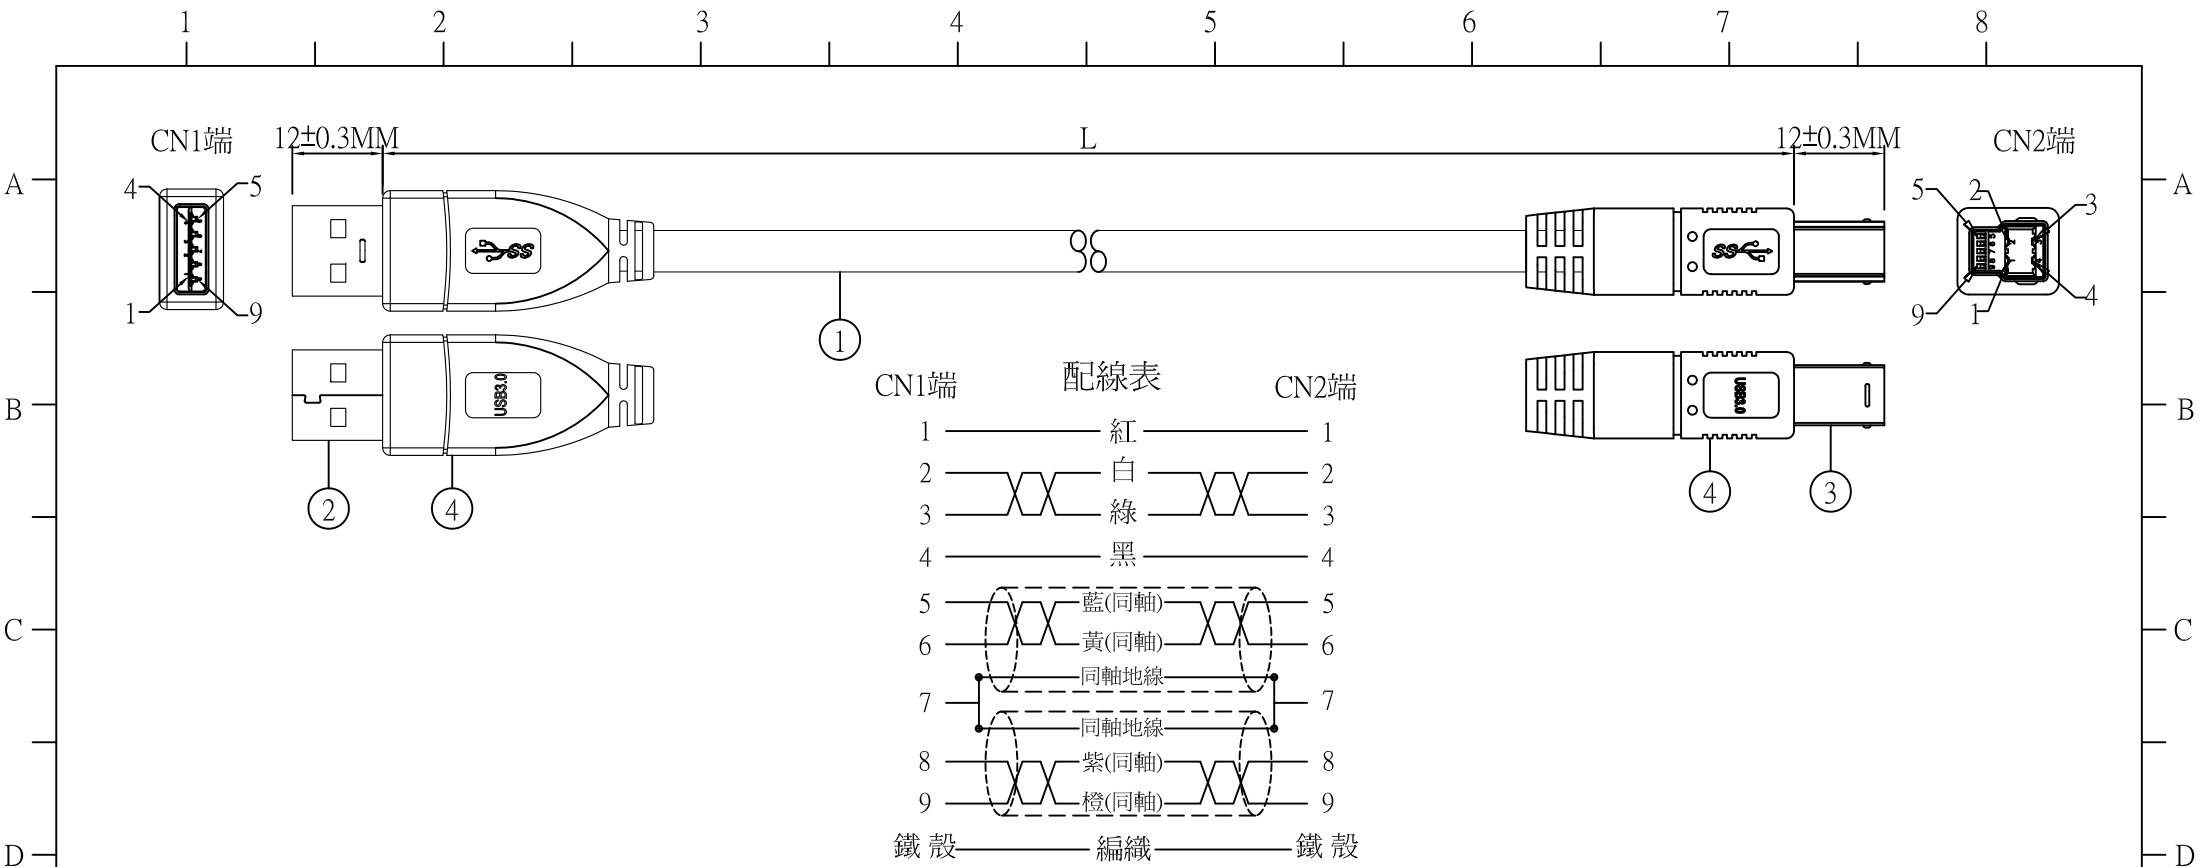 1 2 3 4 5 6 7 8
CN1端 12±0.3MM L 12±0.3MM CN2端
A A
4 5 5 2 3
SS SS
1 9 9 1 4
1
配線表
CN1端 CN2端
B USB3.0 USB3.0 B
1 紅 1
2 白 2
2 4 4 3
3 綠 3
4 黑 4
5 藍(同軸) 5
C C
6 黃(同軸) 6
同軸地線
7 7
同軸地線
8 紫(同軸) 8
9 橙(同軸) 9
鐵 殼 編織 鐵 殼
D D